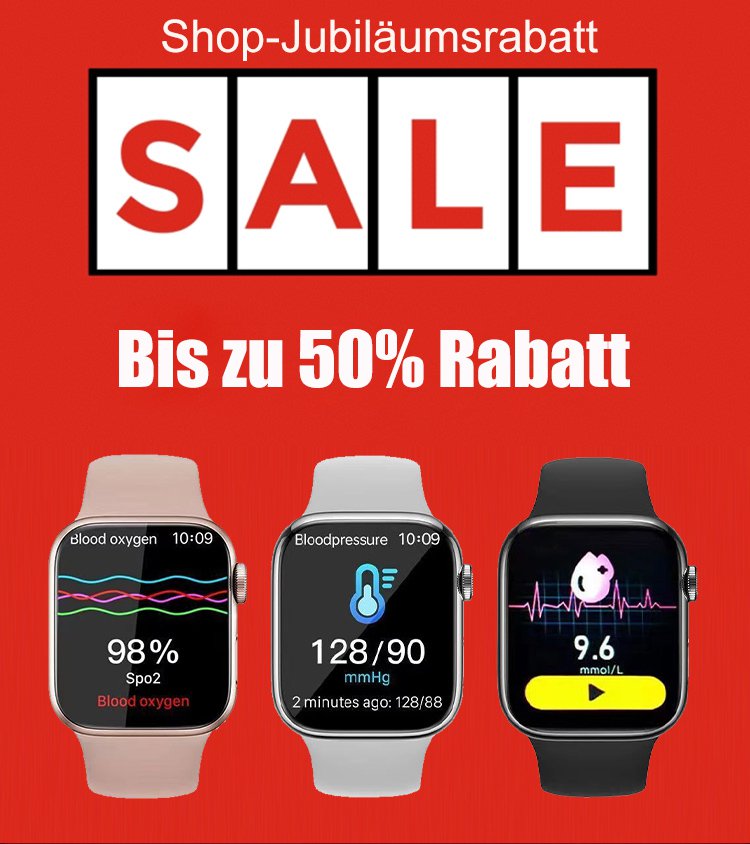 Shop-Jubiläumsrabatt
SALE
Bis zu 50% Rabatt
Blood oxygen 10:09
98%
Spo2
Blood oxygen
Bloodpressure 10:09
128/90
mmHg
2 minutes ago: 128/88
9.6
mmol/L